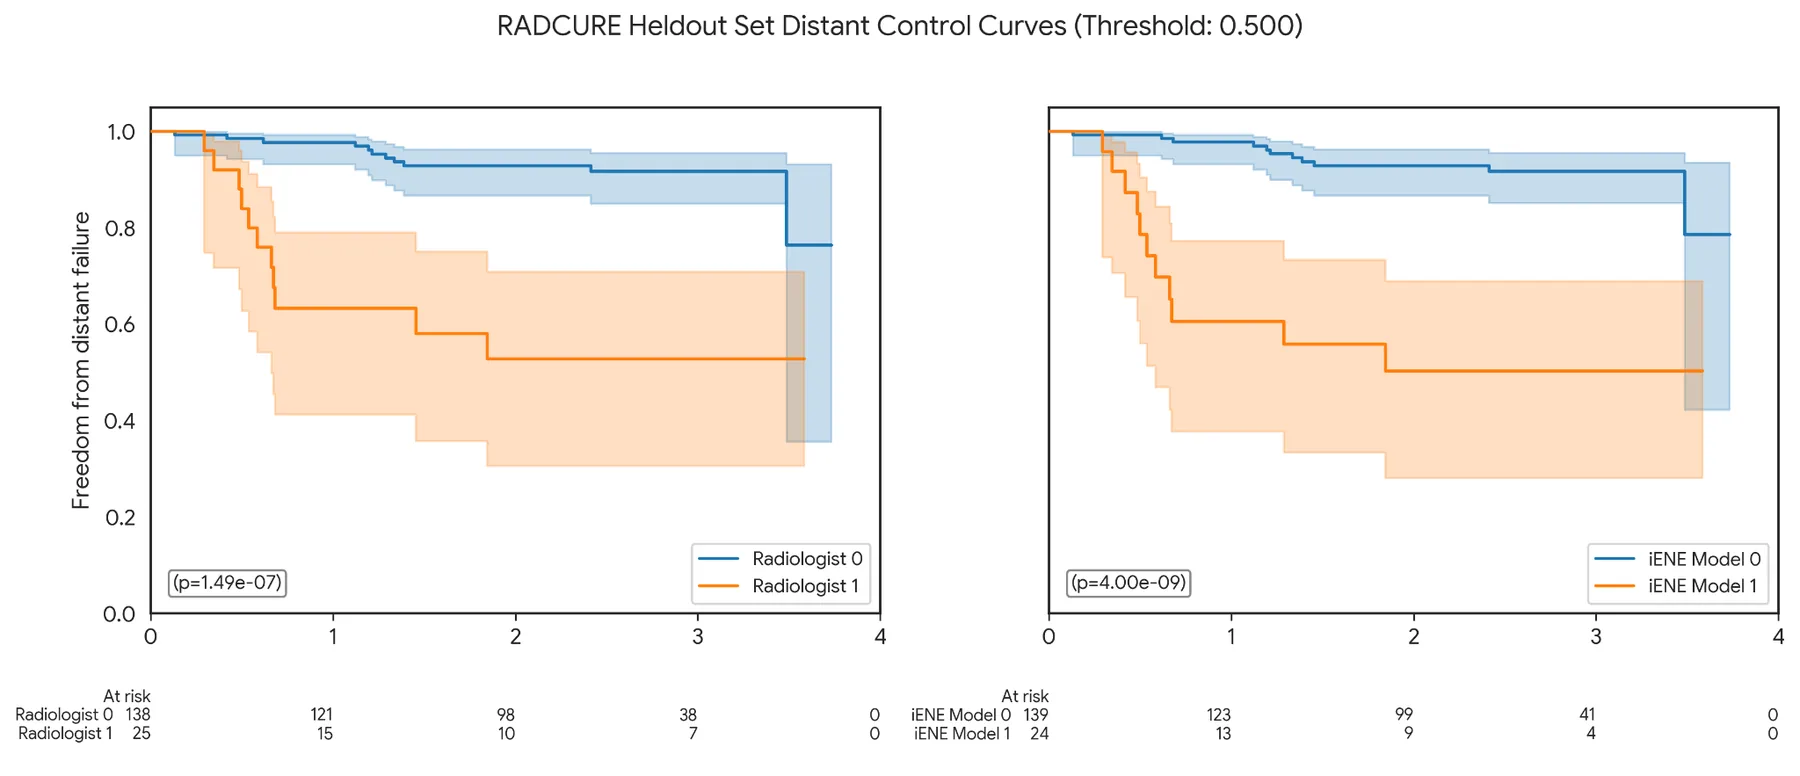 RADCURE Heldout Set Distant Control Curves (Threshold: 0.500)
Freedom from distant failure
1.0
0.8
0.6
0.4
0.2
0.0
0 1 2 3 4
(p=1.49e-07)
Radiologist 0
Radiologist 1
At risk
Radiologist 0 138 121 98 38 0
Radiologist 1 25 15 10 7 0
(p=4.00e-09)
iENE Model 0
iENE Model 1
0 1 2 3 4
At risk
iENE Model 0 139 123 99 41 0
iENE Model 1 24 13 9 4 0